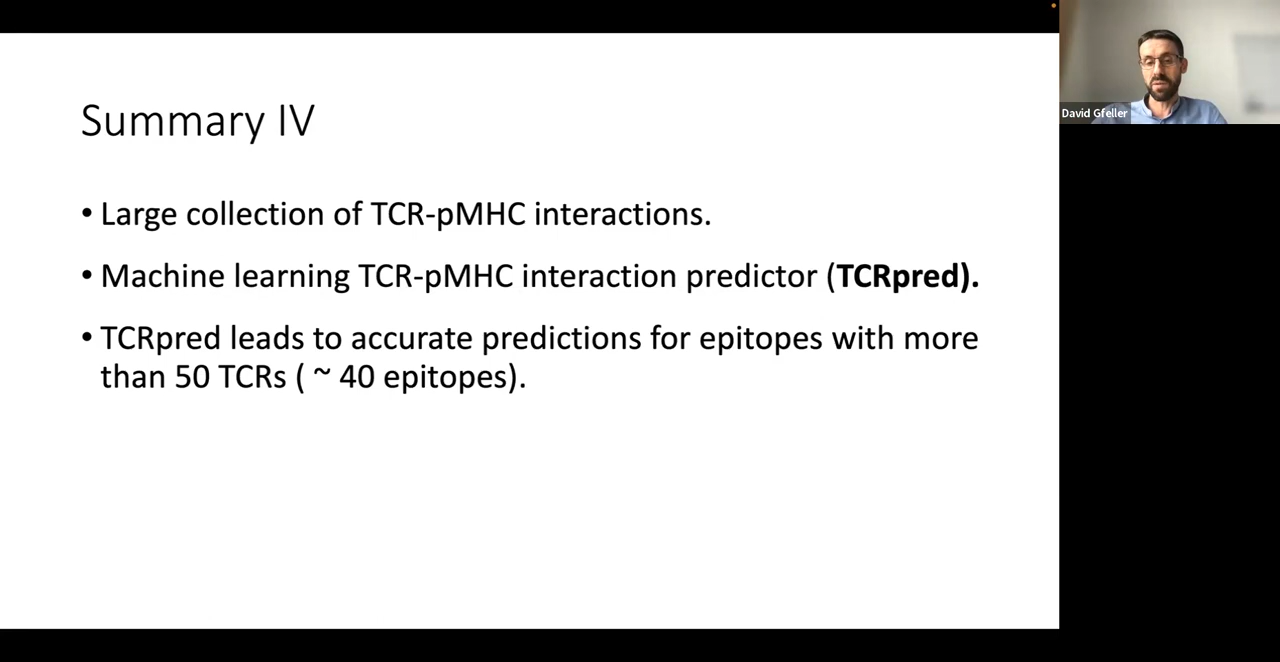 Summary IV
• Large collection of TCR-pMHC interactions.
• Machine learning TCR-pMHC interaction predictor (TCRpred).
• TCRpred leads to accurate predictions for epitopes with more
than 50 TCRs ( ~ 40 epitopes).
David Gfeller